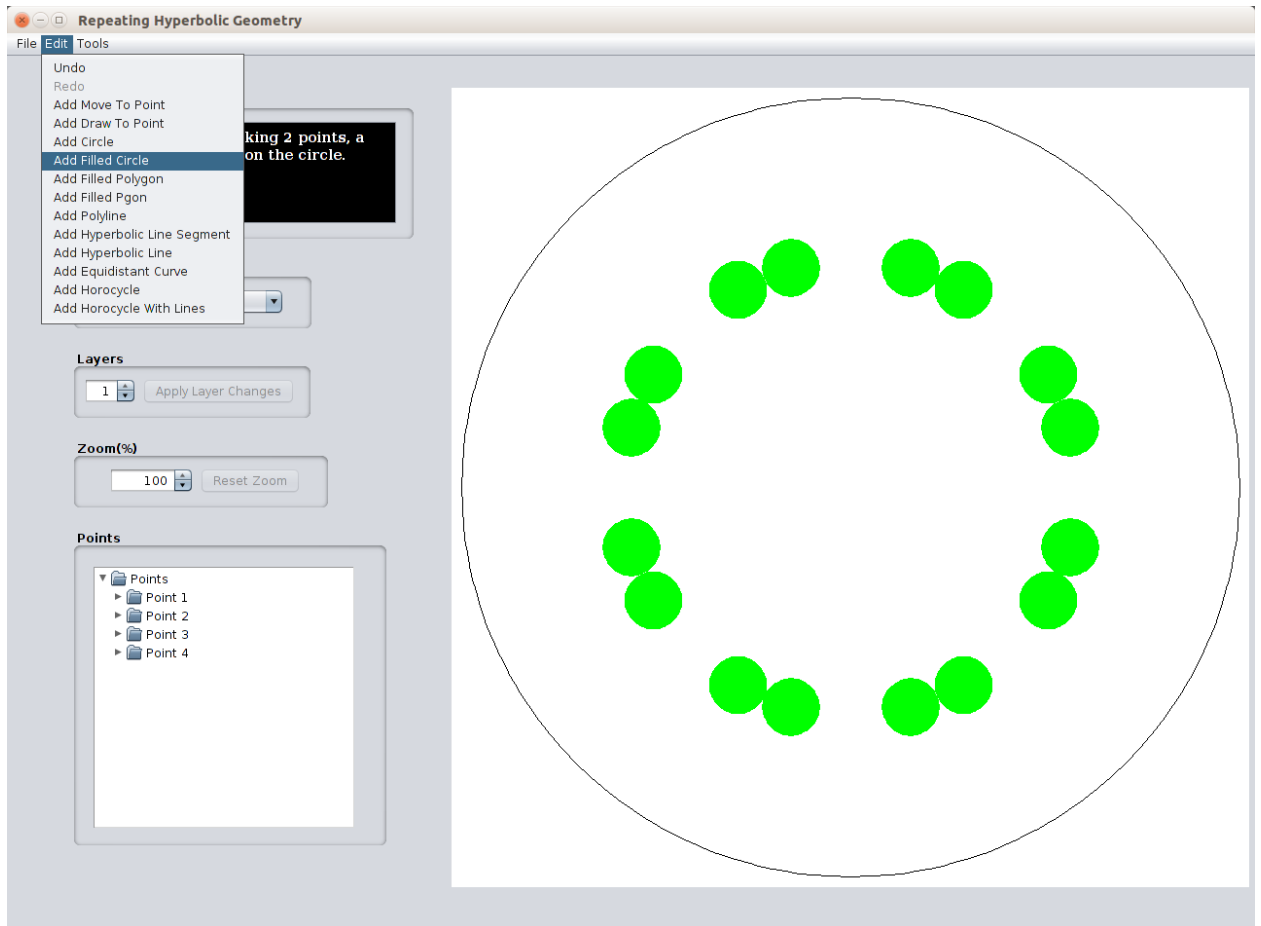 Repeating Hyperbolic Geometry
File Edit Tools
Undo
Redo
Add Move To Point
Add Draw To Point
Add Circle
Add Filled Circle
Add Filled Polygon
Add Filled Pgon
Add Polyline
Add Hyperbolic Line Segment
Add Hyperbolic Line
Add Equidistant Curve
Add Horocycle
Add Horocycle With Lines
2 points, a
on the circle.
Layers
1 Apply Layer Changes
Zoom(%)
100 Reset Zoom
Points
Points
Point 1
Point 2
Point 3
Point 4